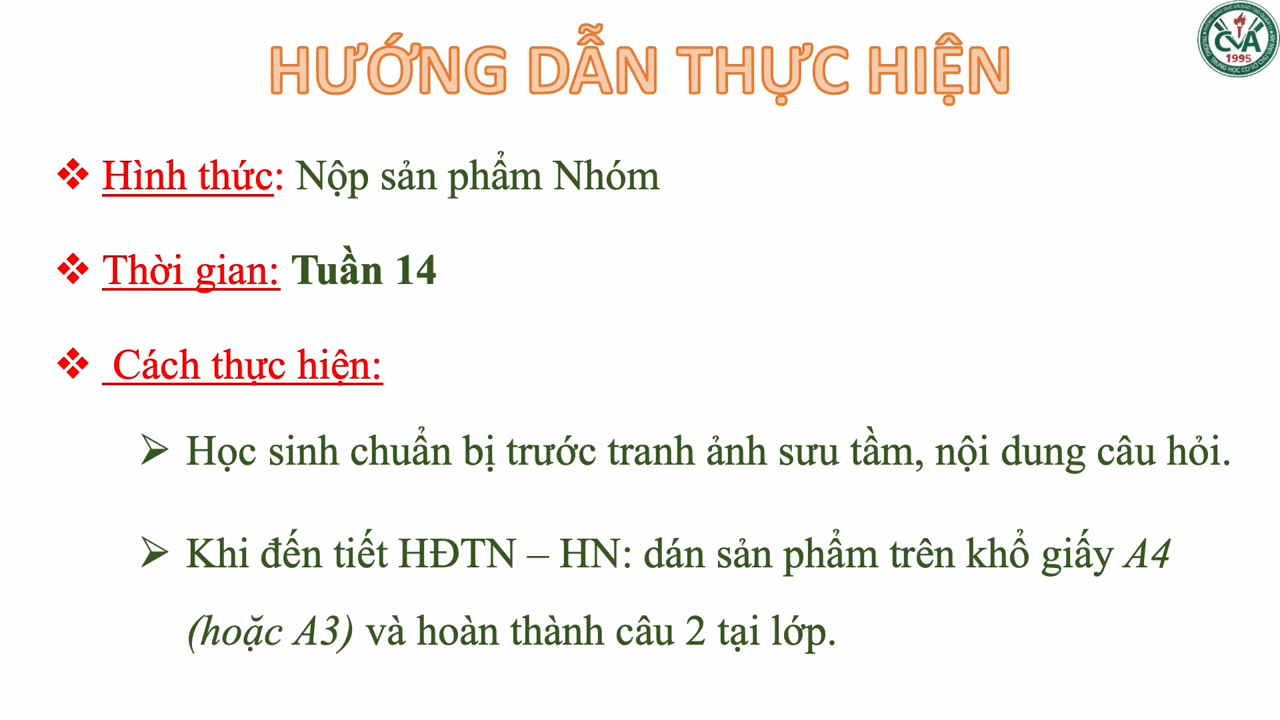 HƯỚNG DẪN THỰC HIỆN
CVA
1995
Hình thức: Nộp sản phẩm Nhóm
Thời gian: Tuần 14
Cách thực hiện:
Học sinh chuẩn bị trước tranh ảnh sưu tầm, nội dung câu hỏi.
Khi đến tiết HĐTN – HN: dán sản phẩm trên khổ giấy A4
(hoặc A3) và hoàn thành câu 2 tại lớp.